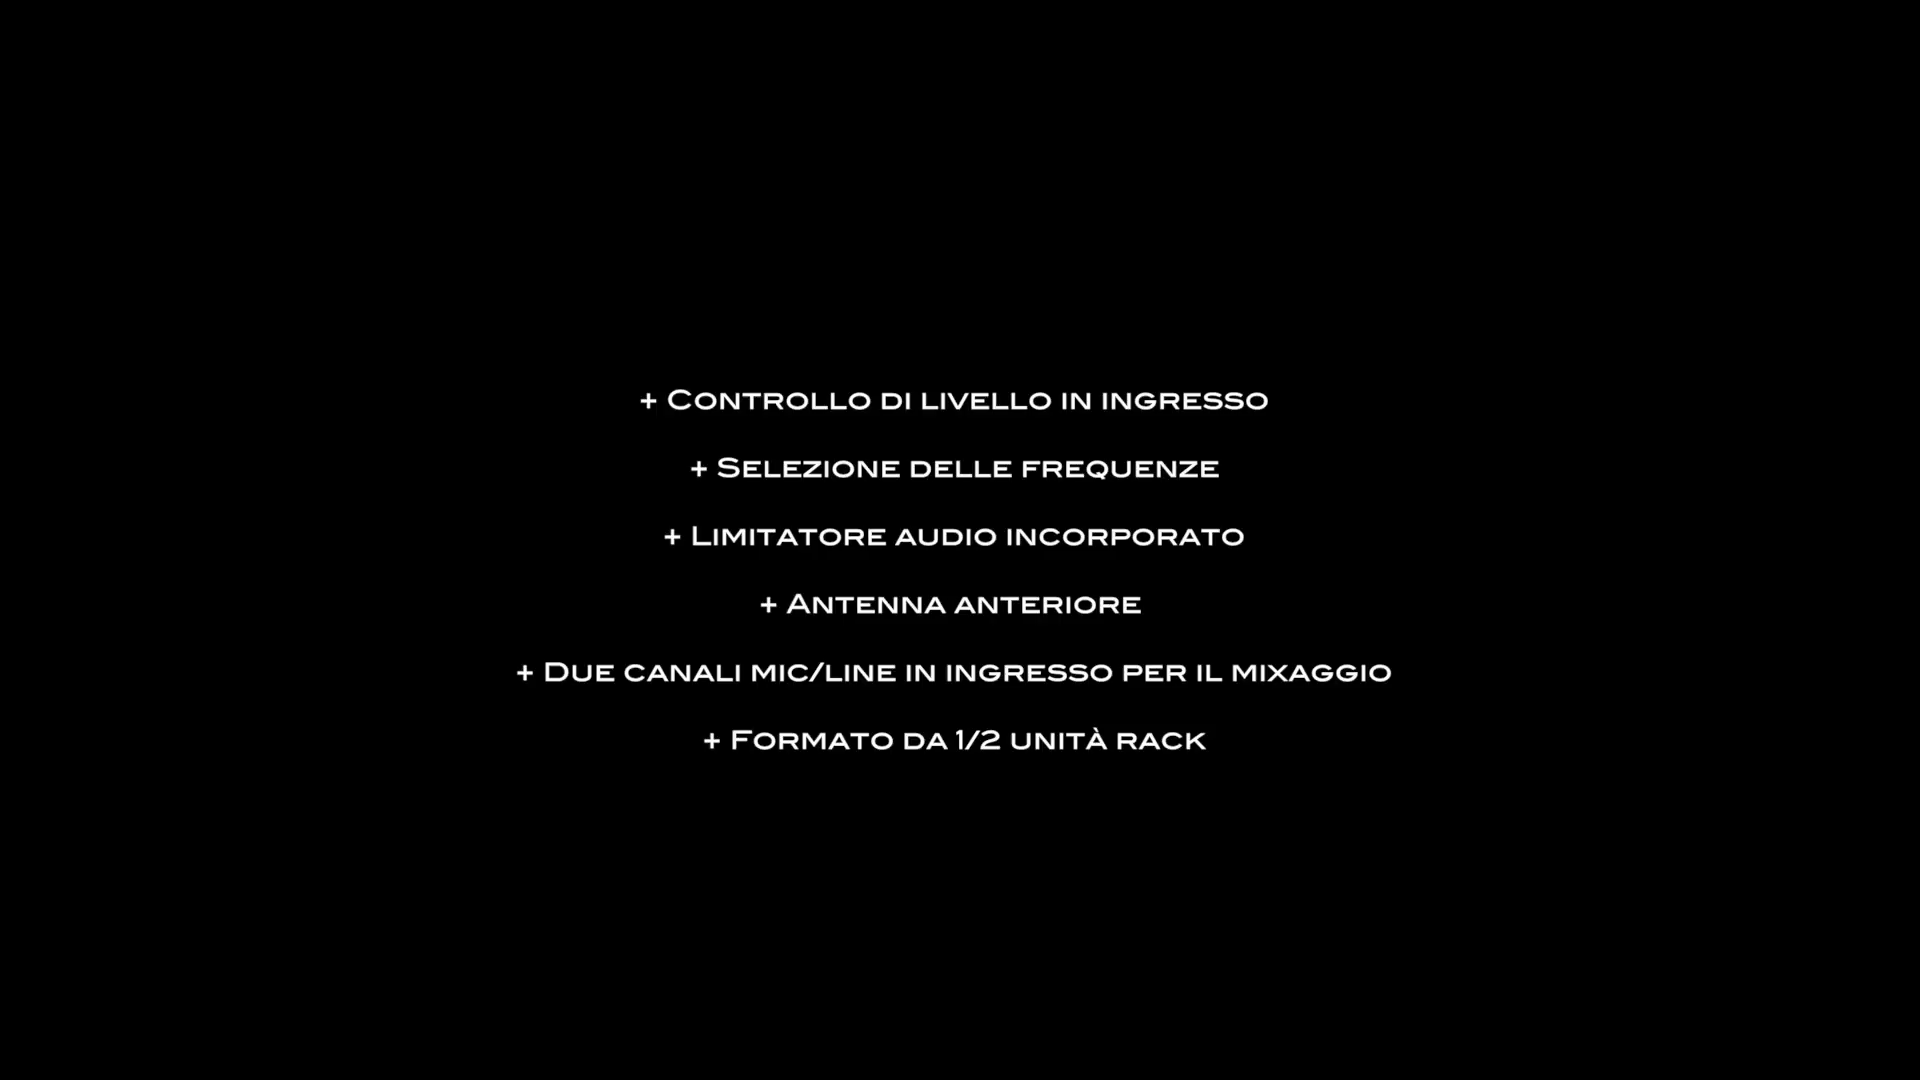 + Controllo di livello in ingresso
+ Selezione delle frequenze
+ Limitatore audio incorporato
+ Antenna anteriore
+ Due canali mic/line in ingresso per il mixaggio
+ Formato da 1/2 unità rack